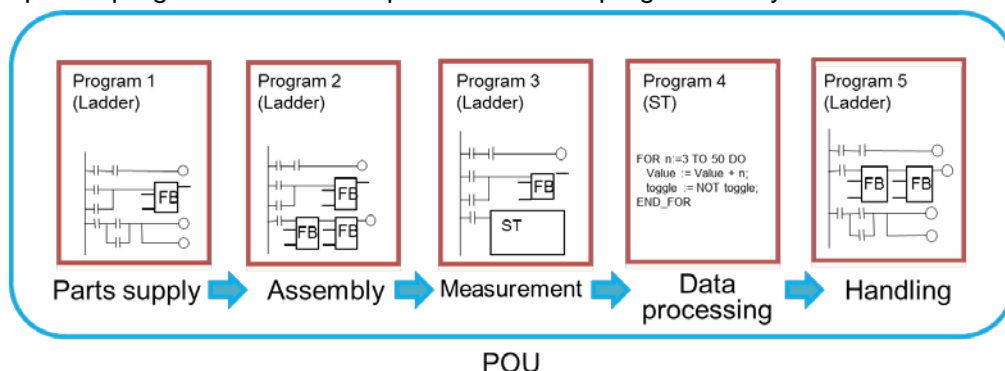 Program 1
(Ladder)
FB
Program 2
(Ladder)
FB
FB FB
Program 3
(Ladder)
FB
ST
Program 4
(ST)
FOR n:=3 TO 50 DO
Value := Value + n;
toggle := NOT toggle;
END_FOR
Program 5
(Ladder)
FB FB
Parts supply
Assembly
Measurement
Data
processing
Handling
POU